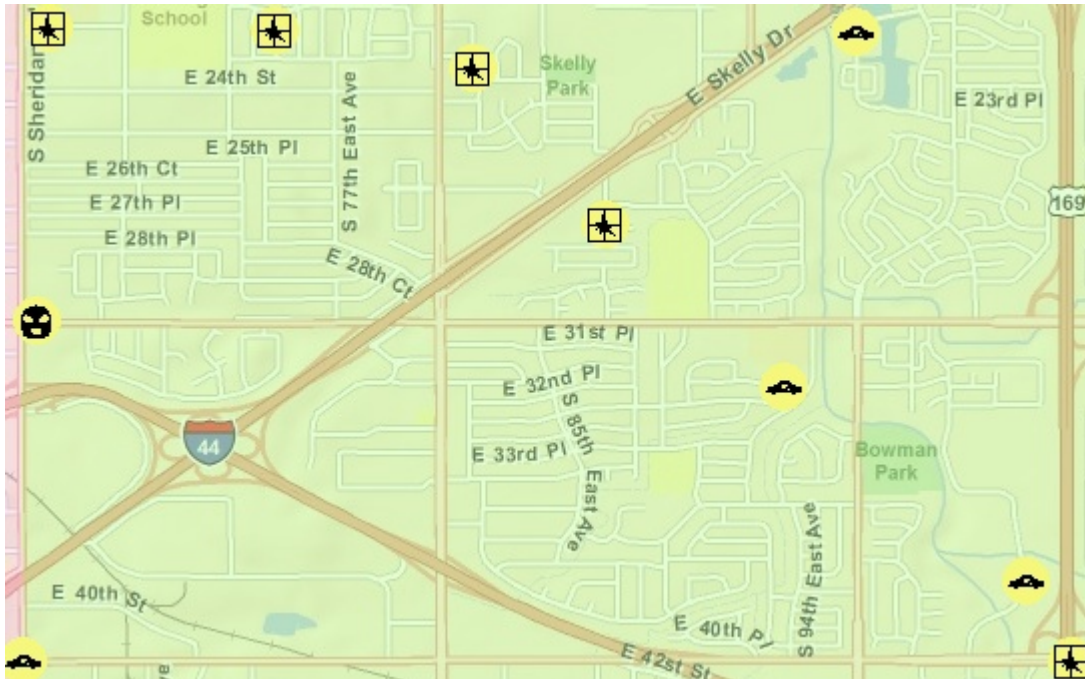 School
S Sheridan
E 24th St
Skelly
Park
E Skelly Dr
E 23rd Pl
S 77th East Ave
E 25th Pl
E 26th Ct
E 27th Pl
169
E 28th Pl
E 28th Ct
E 31st Pl
E 32nd Pl
S 85th East Ave
44
E 33rd Pl
Bowman
Park
S 94th East Ave
E 40th St
E 40th Pl
E 42st St